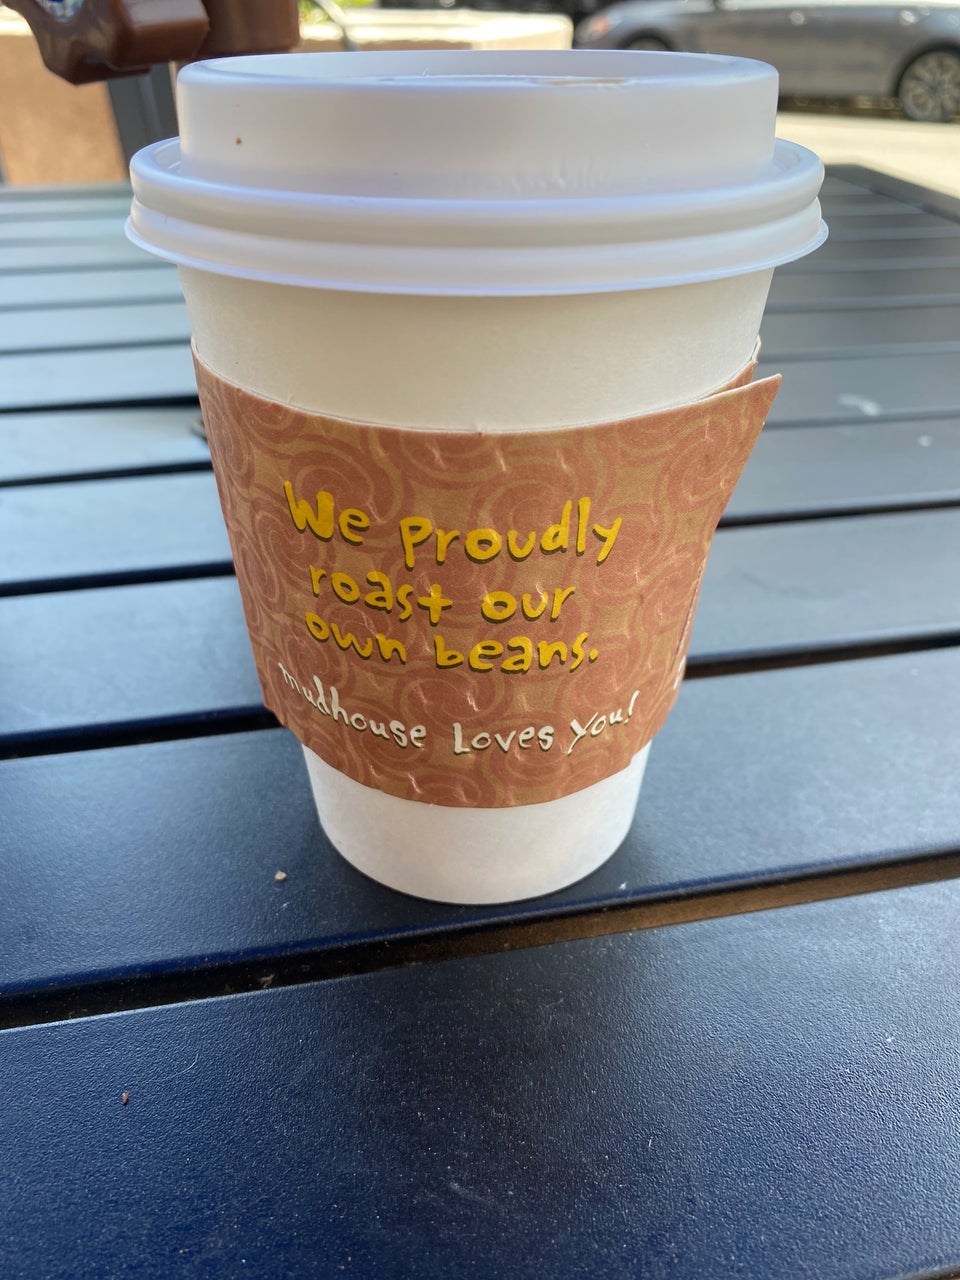 We Proudly
roast our
own beans.
mudhouse Loves You!